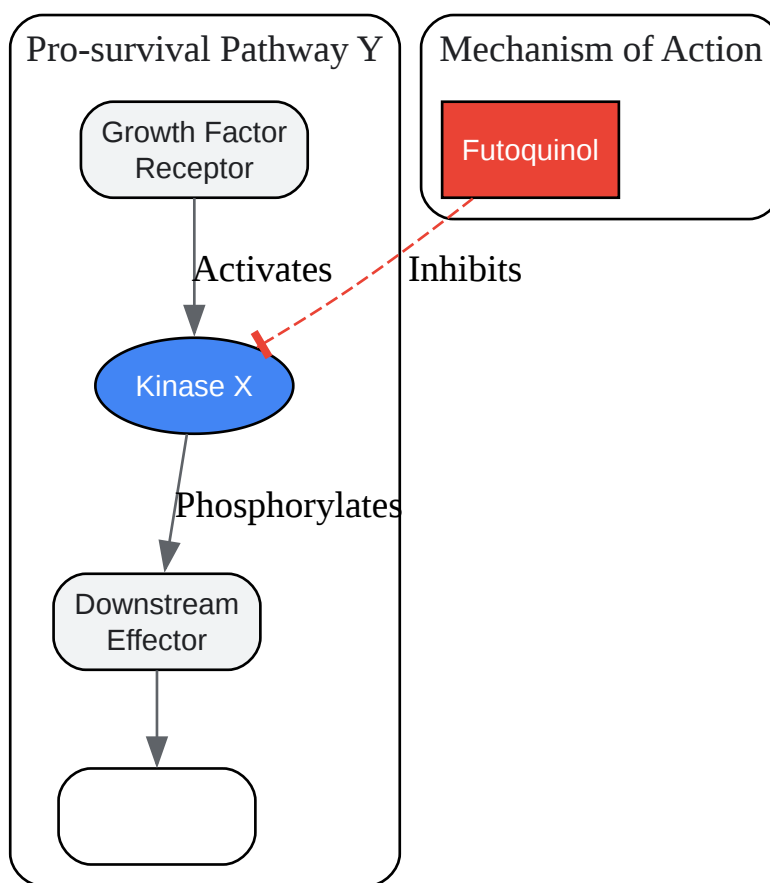 Pro-survival Pathway Y
Mechanism of Action
Growth Factor
Receptor
Futoquinol
Activates
Inhibits
Kinase X
Phosphorylates
Downstream
Effector